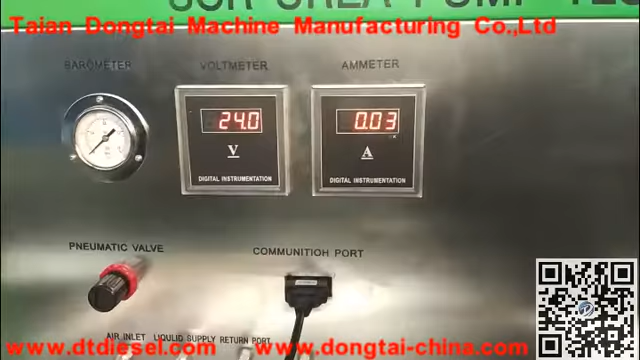 SCR UREA PUMP
Taian Dongtai Machine Manufacturing Co.,Ltd
BAROMETER VOLTMETER AMMETER
24.0 0.03
V A
DIGITAL INSTRUMENTATION DIGITAL INSTRUMENTATION
PNEUMATIC VALVE COMMUNITIOH PORT
AIR INLET LIQUILD SUPPLY RETURN PORT
www.dtdiesel.com www.dongtai-china.com